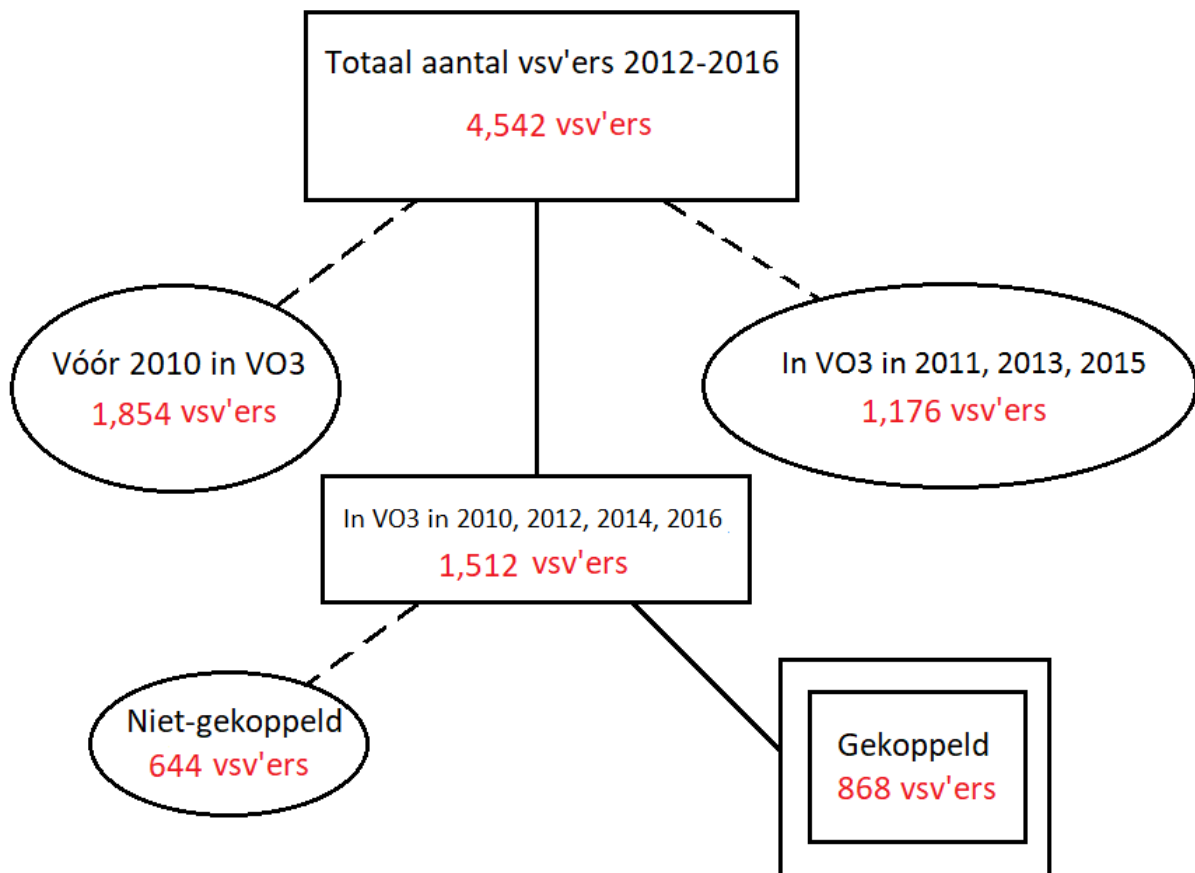 Totaal aantal vsv'ers 2012-2016
4,542 vsv'ers
Vóór 2010 in VO3
1,854 vsv'ers
In VO3 in 2011, 2013, 2015
1,176 vsv'ers
In VO3 in 2010, 2012, 2014, 2016
1,512 vsv'ers
Niet-gekoppeld
644 vsv'ers
Gekoppeld
868 vsv'ers